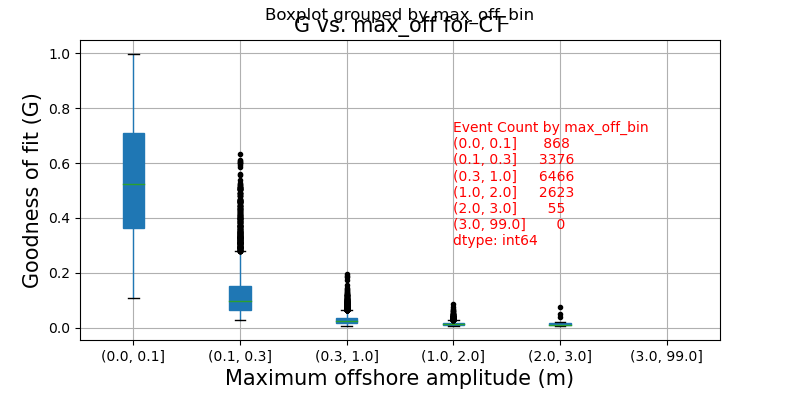 Boxplot grouped by max_off_bin
G vs. max_off for CT
Goodness of fit (G)
1.0
0.8
0.6
0.4
0.2
0.0
Event Count by max_off_bin
(0.0, 0.1] 868
(0.1, 0.3] 3376
(0.3, 1.0] 6466
(1.0, 2.0] 2623
(2.0, 3.0] 55
(3.0, 99.0] 0
dtype: int64
(0.0, 0.1] (0.1, 0.3] (0.3, 1.0] (1.0, 2.0] (2.0, 3.0] (3.0, 99.0]
Maximum offshore amplitude (m)